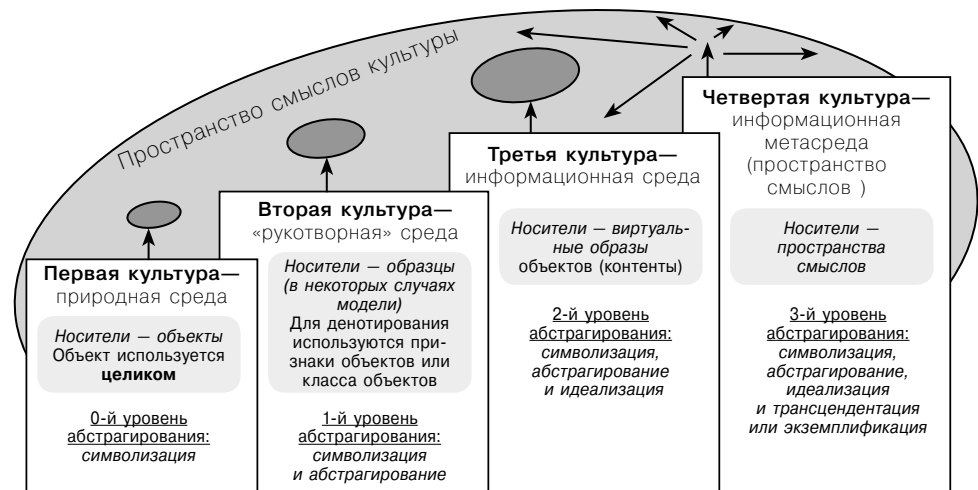 Пространство смыслов культуры
Первая культура—
природная среда
Носители — объекты
Объект используется
целиком
0-й уровень
абстрагирования:
символизация
Вторая культура—
«рукотворная» среда
Носители — образцы
(в некоторых случаях
модели)
Для денотирования
используются при-
знаки объектов или
класса объектов
1-й уровень
абстрагирования:
символизация
и абстрагирование
Третья культура—
информационная среда
Носители — виртуаль-
ные образы
объектов (контенты)
2-й уровень
абстрагирования:
символизация,
абстрагирование
и идеализация
Четвертая культура—
информационная
метасреда
(пространство
смыслов )
Носители —
пространства
смыслов
3-й уровень
абстрагирования:
символизация,
абстрагирование,
идеализация
и трансцендентация
или экземплификация